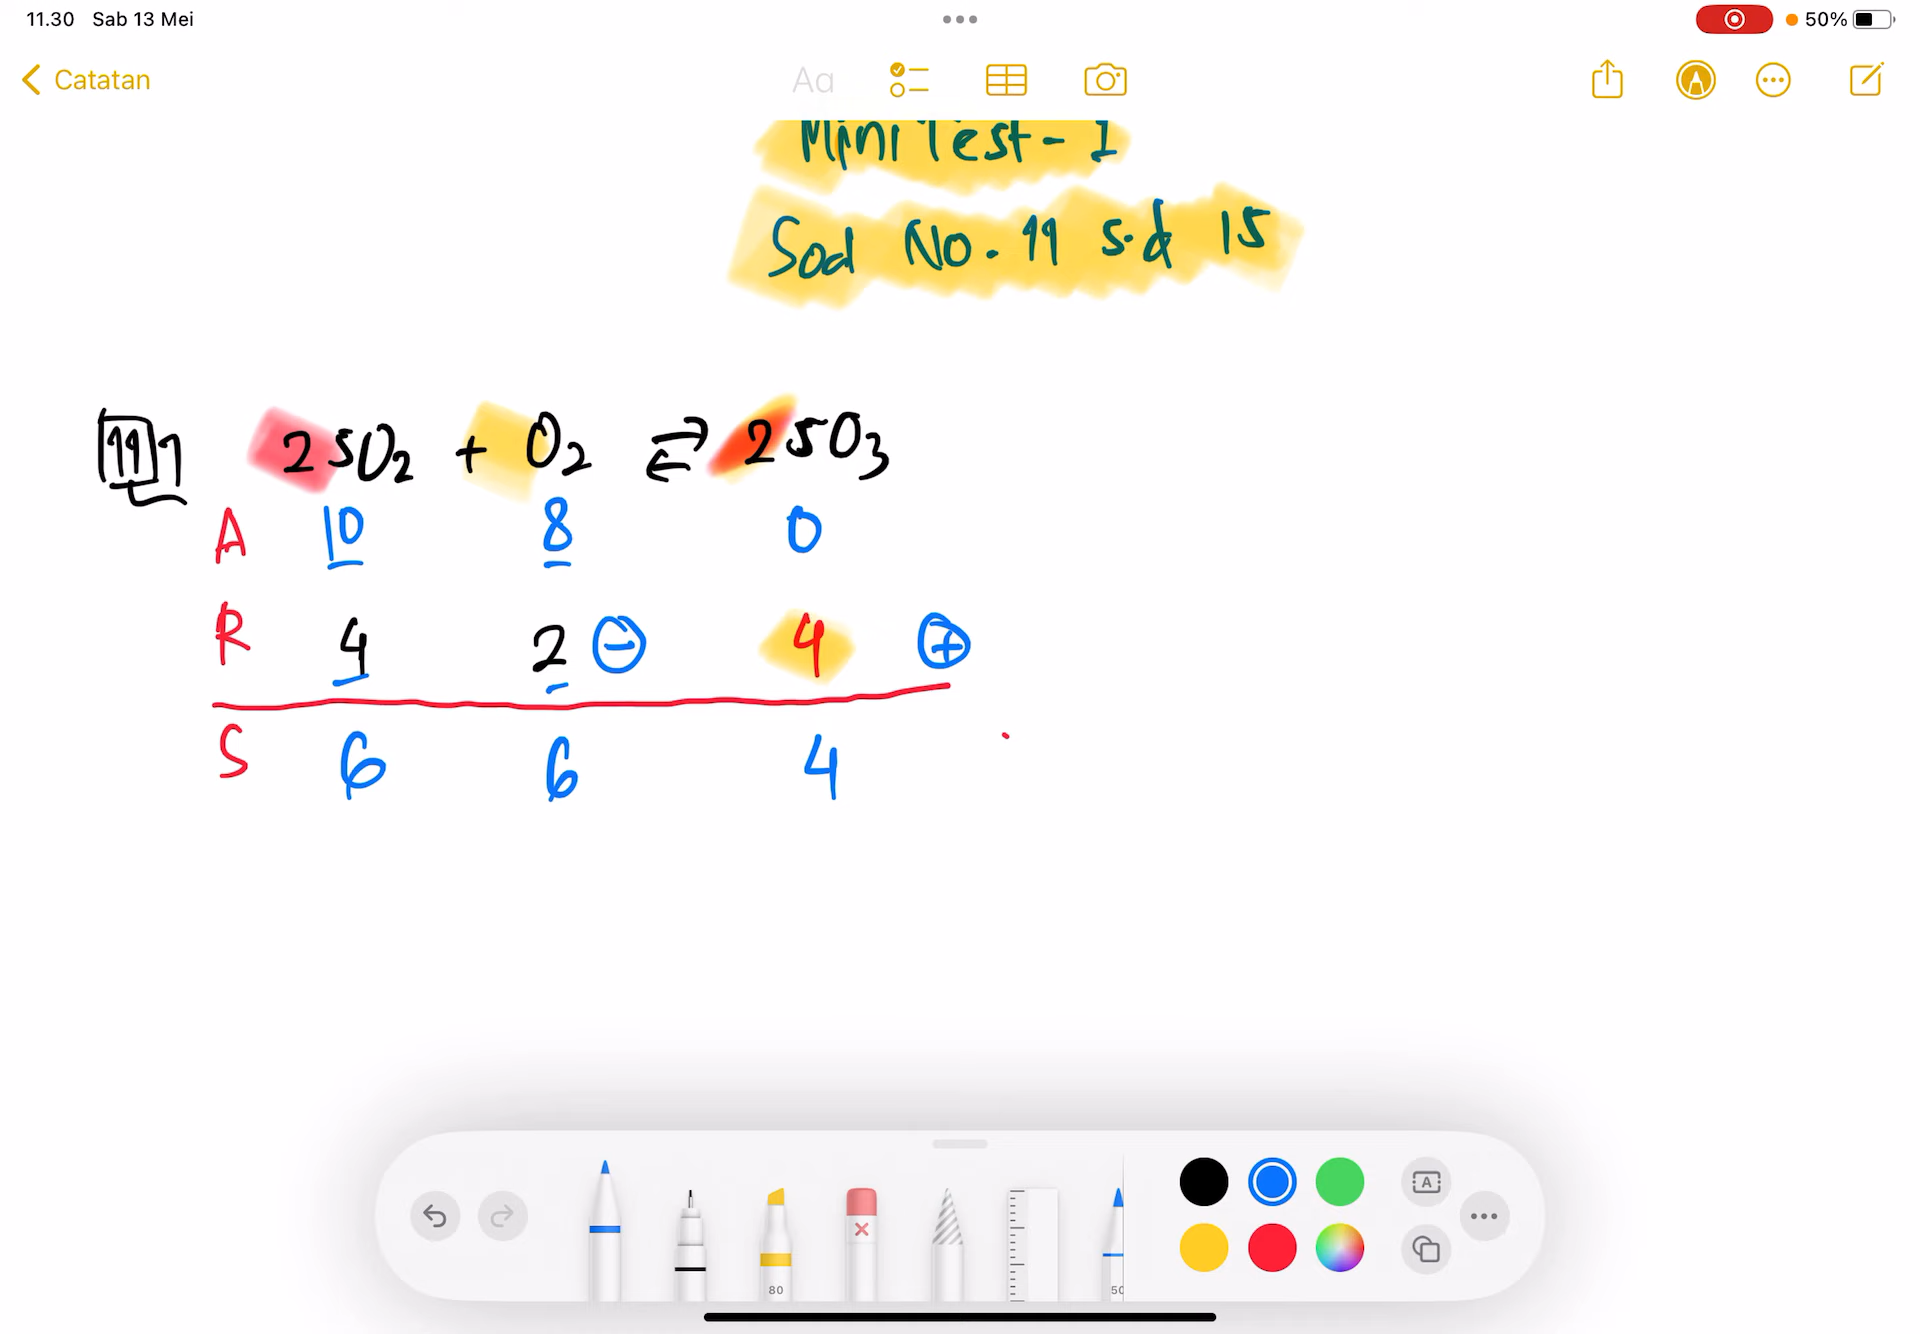 11.30 Sab 13 Mei
50%
Catatan
Aa
Mini Test - I
Soal No. 11 s.d 15
11 2SO₂ + O₂ ⇄ 2SO₃
A 10 8 0
R 4 2 ⊖ 4 ⊕
S 6 6 4
80
50
A